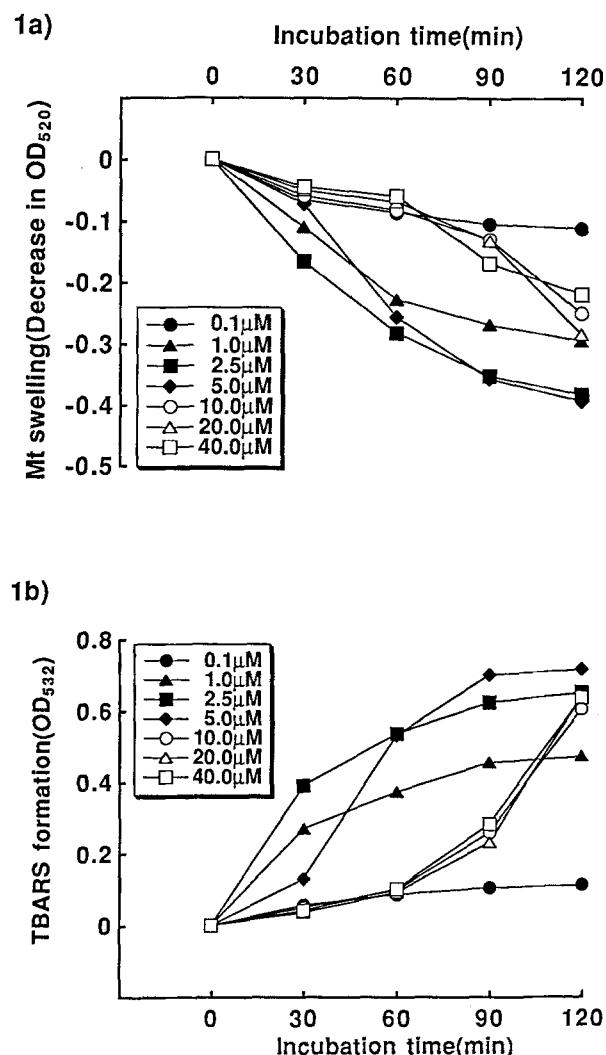 1a)
Incubation time(min)
0 30 60 90 120
Mt swelling(Decrease in OD520)
0
-0.1
-0.2
-0.3
-0.4
-0.5
0.1μM
1.0μM
2.5μM
5.0μM
10.0μM
20.0μM
40.0μM
1b)
TBARS formation(OD532)
0.8
0.6
0.4
0.2
0
0.1μM
1.0μM
2.5μM
5.0μM
10.0μM
20.0μM
40.0μM
0 30 60 90 120
Incubation time(min)